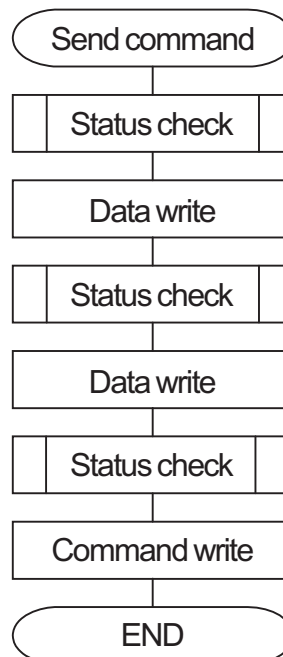 Send command
Status check
Data write
Status check
Data write
Status check
Command write
END